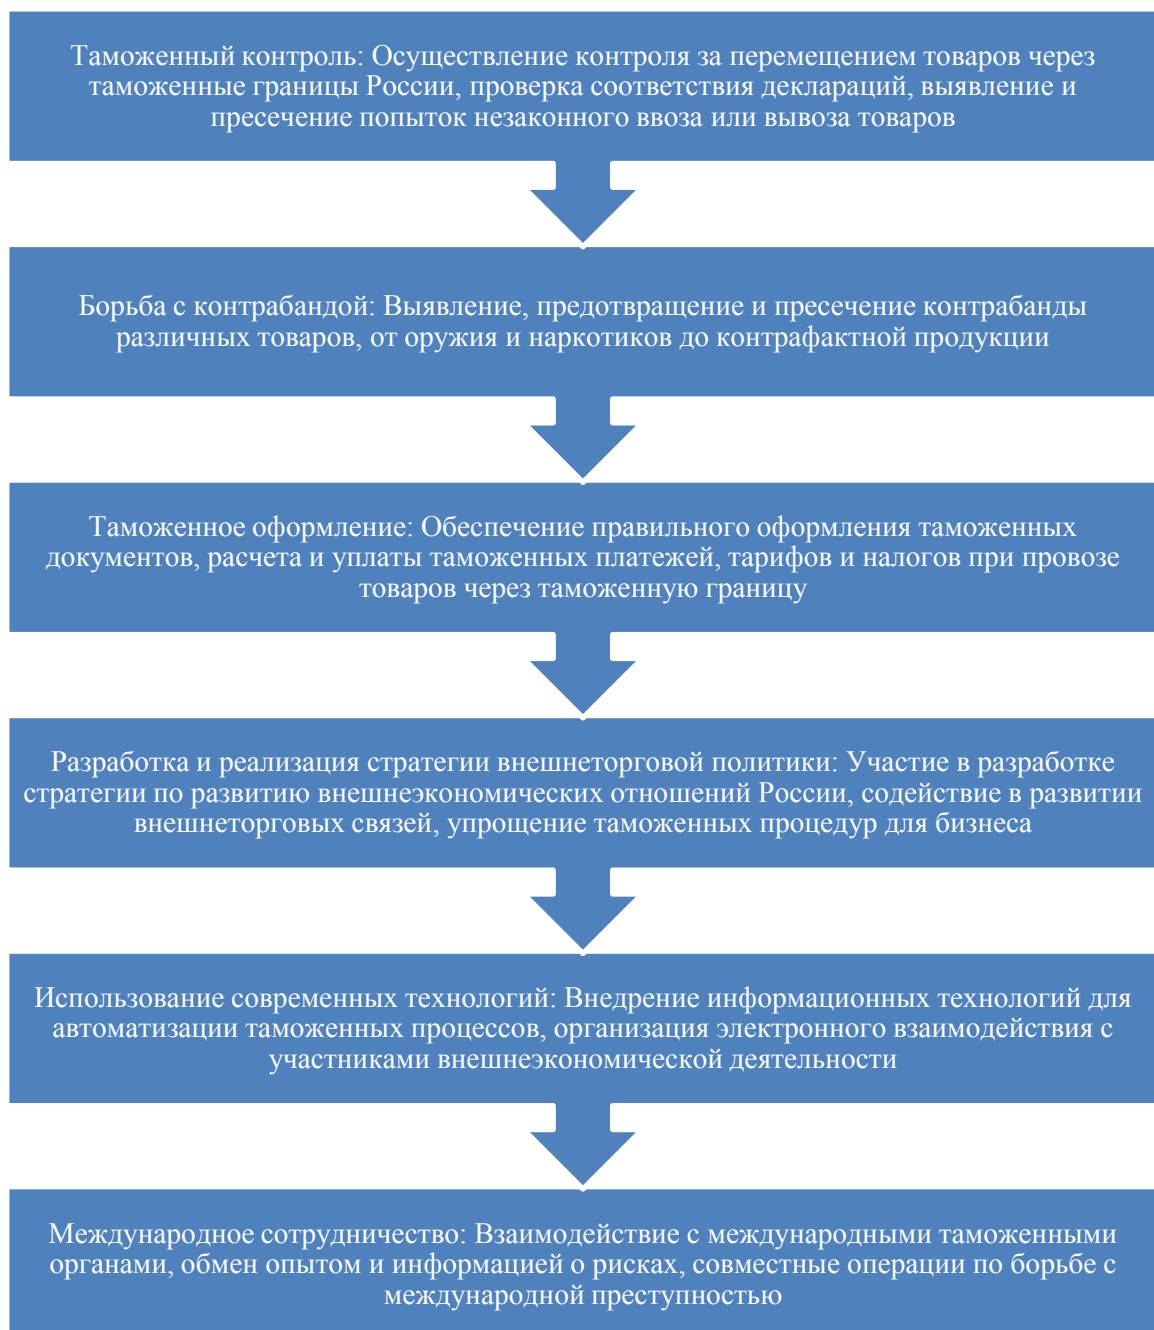 Таможенный контроль: Осуществление контроля за перемещением товаров через
таможенные границы России, проверка соответствия деклараций, выявление и
пресечение попыток незаконного ввоза или вывоза товаров
Борьба с контрабандой: Выявление, предотвращение и пресечение контрабанды
различных товаров, от оружия и наркотиков до контрафактной продукции
Таможенное оформление: Обеспечение правильного оформления таможенных
документов, расчета и уплаты таможенных платежей, тарифов и налогов при провозе
товаров через таможенную границу
Разработка и реализация стратегии внешнеторговой политики: Участие в разработке
стратегии по развитию внешнеэкономических отношений России, содействие в развитии
внешнеторговых связей, упрощение таможенных процедур для бизнеса
Использование современных технологий: Внедрение информационных технологий для
автоматизации таможенных процессов, организация электронного взаимодействия с
участниками внешнеэкономической деятельности
Международное сотрудничество: Взаимодействие с международными таможенными
органами, обмен опытом и информацией о рисках, совместные операции по борьбе с
международной преступностью